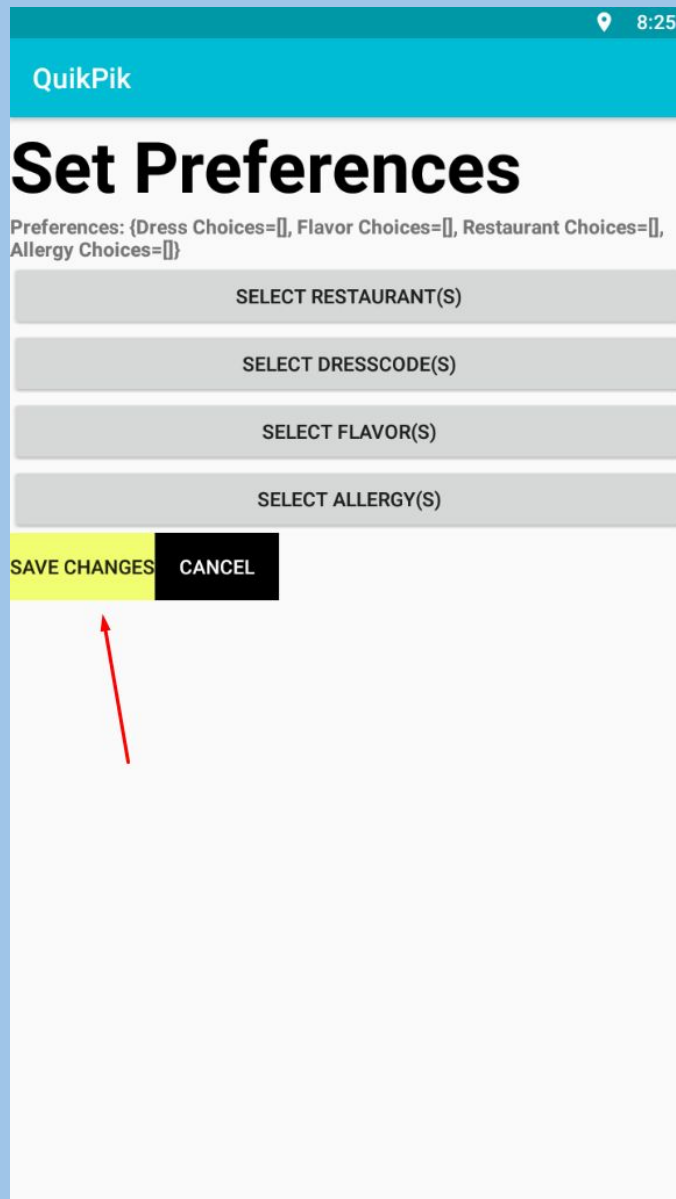 8:25
QuikPik
Set Preferences
Preferences: {Dress Choices=[], Flavor Choices=[], Restaurant Choices=[],
Allergy Choices=[]}
SELECT RESTAURANT(S)
SELECT DRESSCODE(S)
SELECT FLAVOR(S)
SELECT ALLERGY(S)
SAVE CHANGES CANCEL